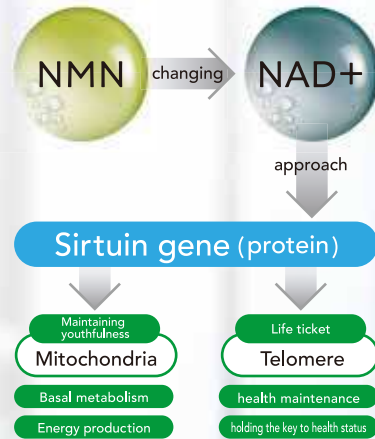 NMN
changing
NAD+
approach
Sirtuin gene (protein)
Maintaining
youthfulness
Mitochondria
Basal metabolism
Energy production
Life ticket
Telomere
health maintenance
holding the key to health status